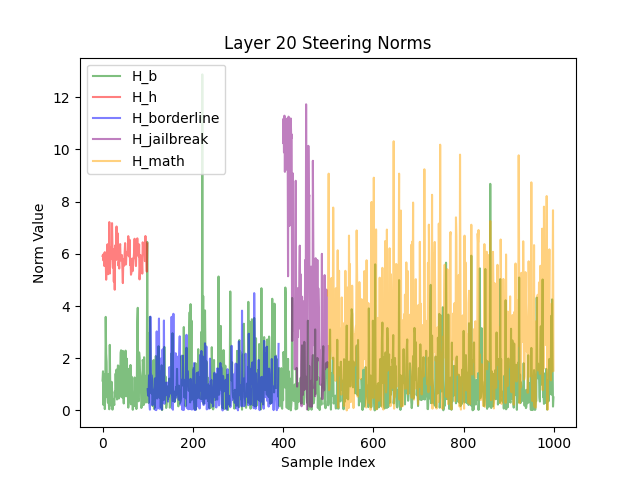 Layer 20 Steering Norms
H_b
H_h
H_borderline
H_jailbreak
H_math
12
10
8
6
4
2
0
Norm Value
0
200
400
600
800
1000
Sample Index